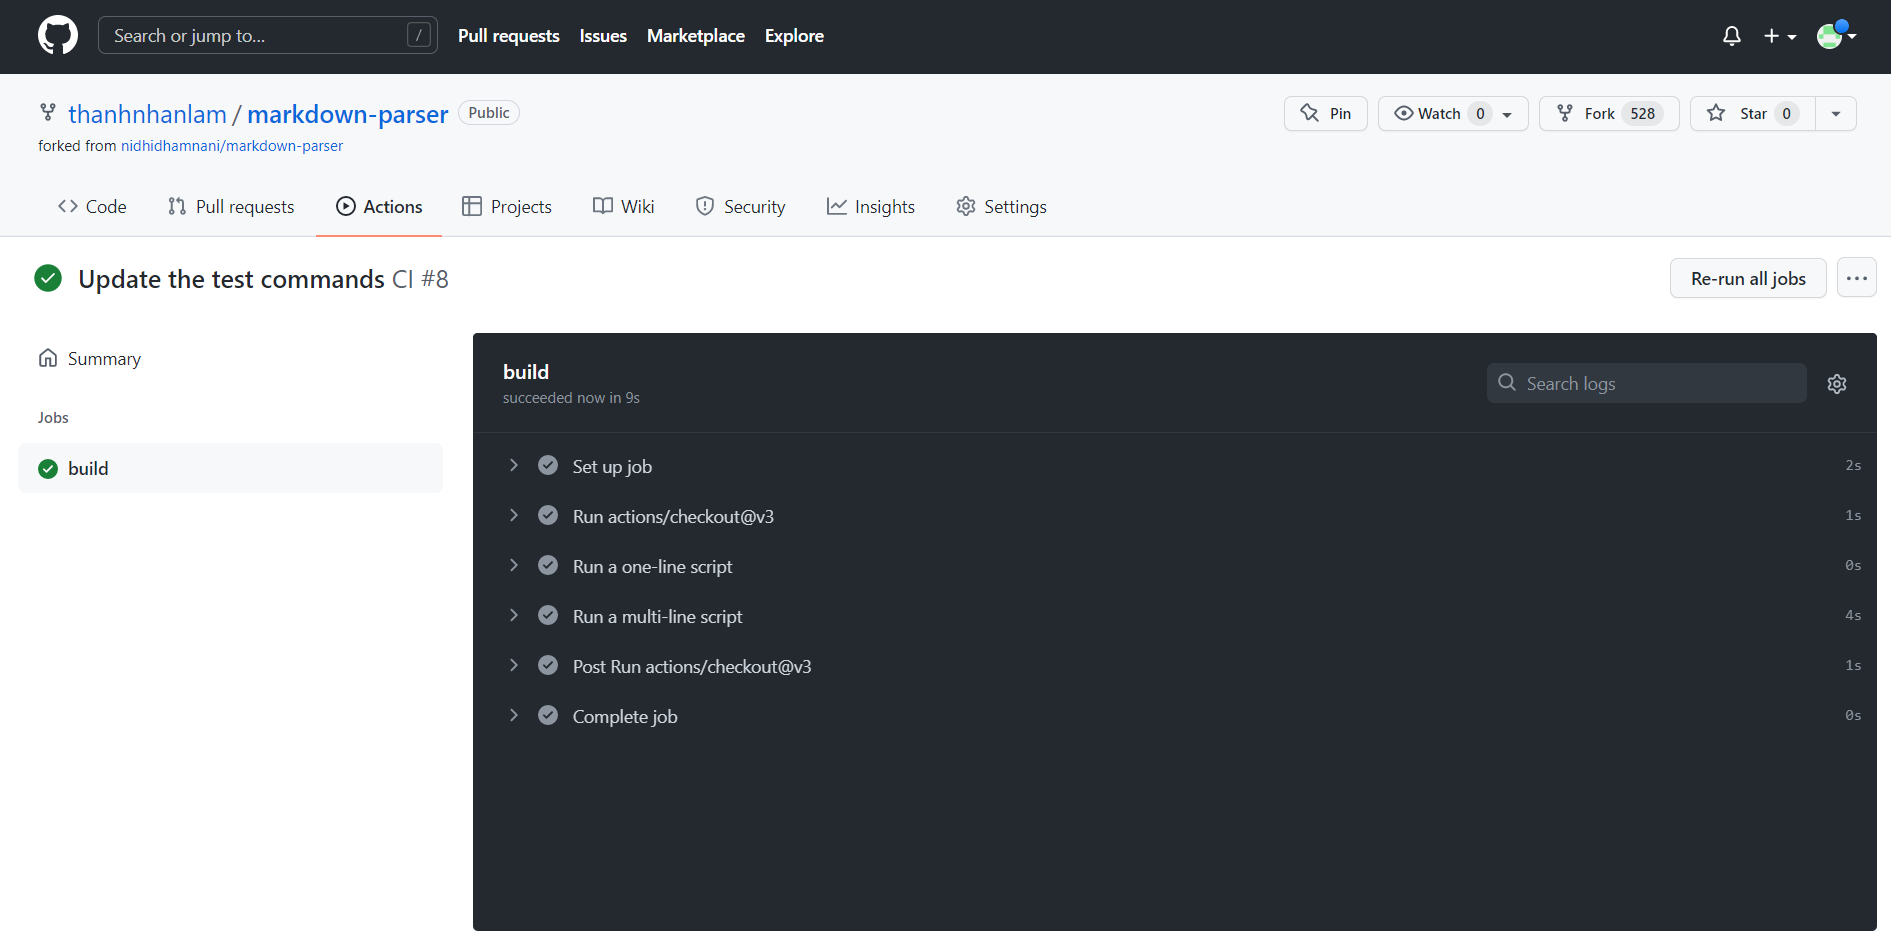 Search or jump to... / Pull requests Issues Marketplace Explore
thanhnhanlam / markdown-parser Public Pin Watch 0 Fork 528 Star 0
forked from nidhidhamnani/markdown-parser
Code Pull requests Actions Projects Wiki Security Insights Settings
Update the test commands CI #8 Re-run all jobs ...
Summary
Jobs
build
build
succeeded now in 9s
Search logs
Set up job 2s
Run actions/checkout@v3 1s
Run a one-line script 0s
Run a multi-line script 4s
Post Run actions/checkout@v3 1s
Complete job 0s